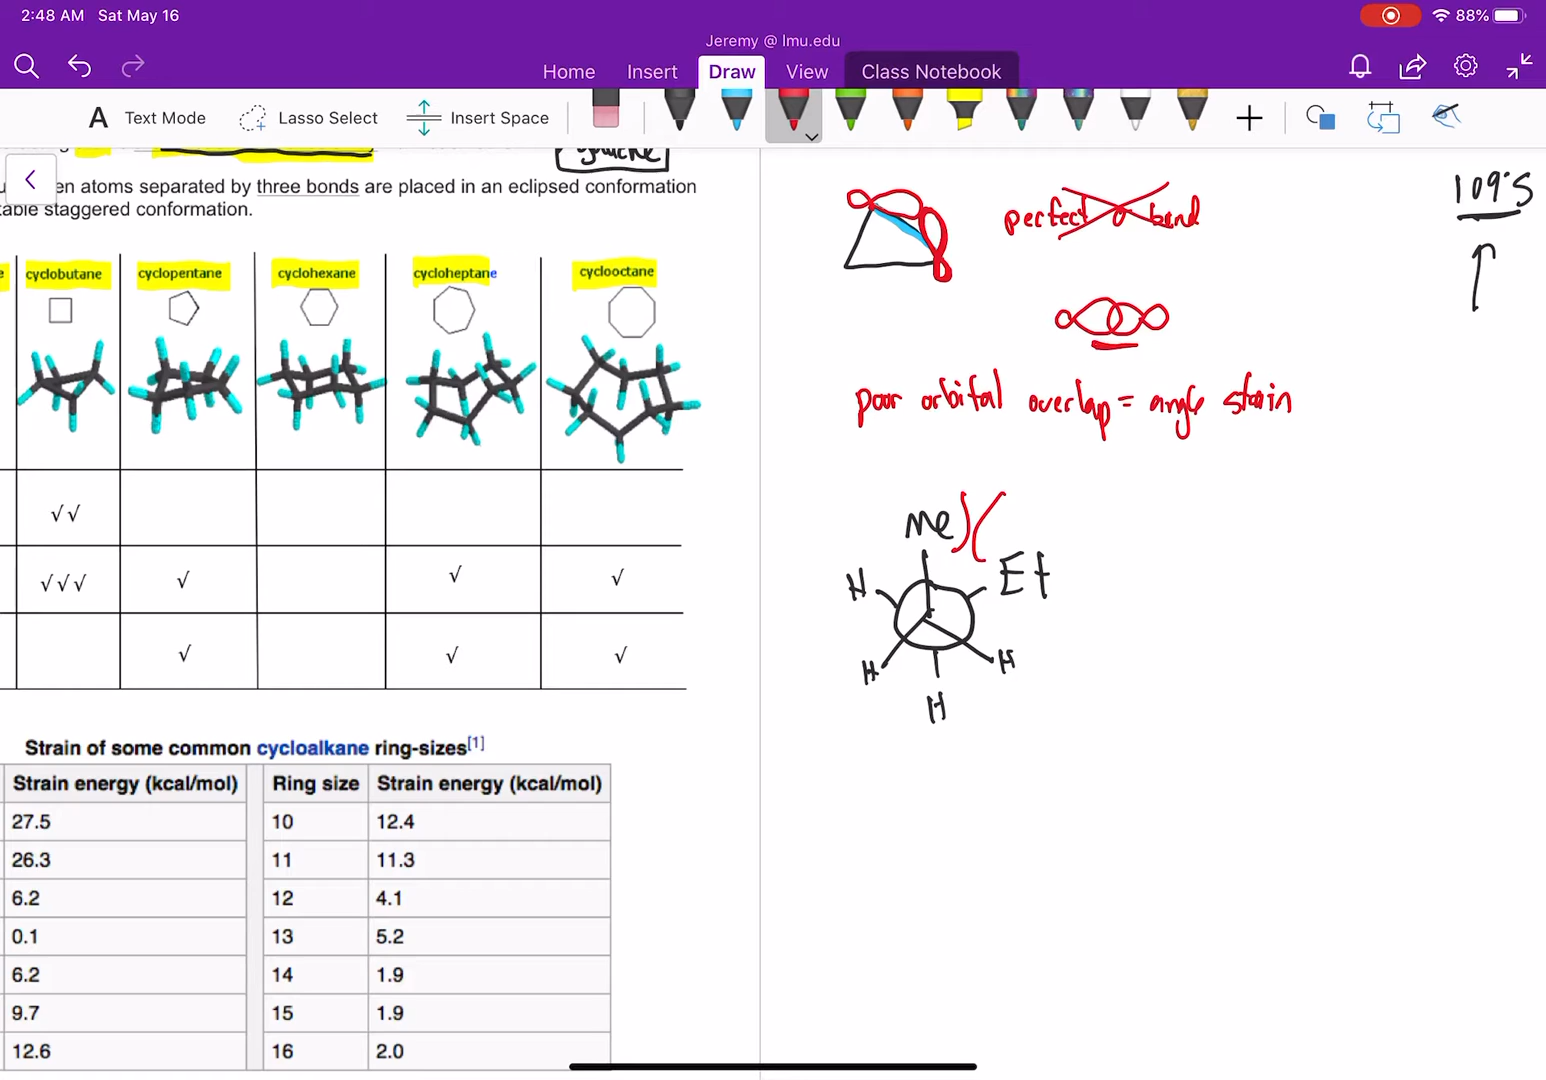 2:48 AM Sat May 16
88%
Jeremy @ lmu.edu
Home Insert Draw View Class Notebook
A Text Mode Lasso Select Insert Space
gauche
en atoms separated by three bonds are placed in an eclipsed conformation
table staggered conformation.
e cyclobutane cyclopentane cyclohexane cycloheptane cyclooctane
√√
√√√ √ √ √
√ √ √
Strain of some common cycloalkane ring-sizes[1]
Strain energy (kcal/mol) Ring size Strain energy (kcal/mol)
27.5 10 12.4
26.3 11 11.3
6.2 12 4.1
0.1 13 5.2
6.2 14 1.9
9.7 15 1.9
12.6 16 2.0
109.5
perfect σ bond
poor orbital overlap = angle strain
Me
H Et
H H
H